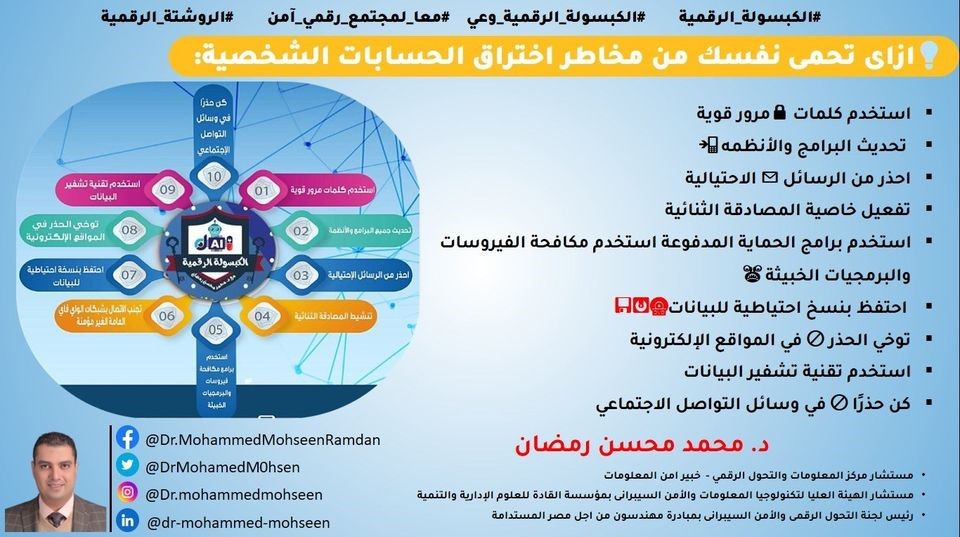 #الكبسولة_الرقمية #الكبسولة_الرقمية_وعي #معا_لمجتمع_رقمي_آمن #الروشتة_الرقمية
ازاى تحمى نفسك من مخاطر اختراق الحسابات الشخصية:
استخدم كلمات مرور قوية
تحديث البرامج والأنظمه
احذر من الرسائل الاحتيالية
تفعيل خاصية المصادقة الثنائية
استخدم برامج الحماية المدفوعة استخدم مكافحة الفيروسات
والبرمجيات الخبيثة
احتفظ بنسخ احتياطية للبيانات
توخي الحذر في المواقع الإلكترونية
استخدم تقنية تشفير البيانات
كن حذرًا في وسائل التواصل الاجتماعي
كن حذرًا
في وسائل
التواصل
الإجتماعي
10
01
استخدم كلمات مرور قوية
02
تحديث جميع البرامج والأنظمة
03
احذر من الرسائل الإحتيالية
04
تنشيط المصادقة الثنائية
05
استخدم
برامج مكافحة
فيروسات
والبرمجيات
الخبيثة
06
تجنب الأتصال بشبكات الواي فاي
العامة الغير مؤمنة
07
احتفظ بنسخة احتياطية
للبيانات
08
توخي الحذر في
المواقع الإلكترونية
09
استخدم تقنية تشفير
البيانات
AI
الكبسولة الرقمية
د. محمد محسن رمضان
مستشار مركز المعلومات والتحول الرقمي - خبير امن المعلومات
مستشار الهيئة العليا لتكنولوجيا المعلومات والأمن السيبرانى بمؤسسة القادة للعلوم الإدارية والتنمية
رئيس لجنة التحول الرقمى والأمن السيبرانى بمبادرة مهندسون من اجل مصر المستدامة
@Dr.MohammedMohseenRamdan
@DrMohamedM0hsen
@Dr.mohammedmohseen
@dr-mohammed-mohseen